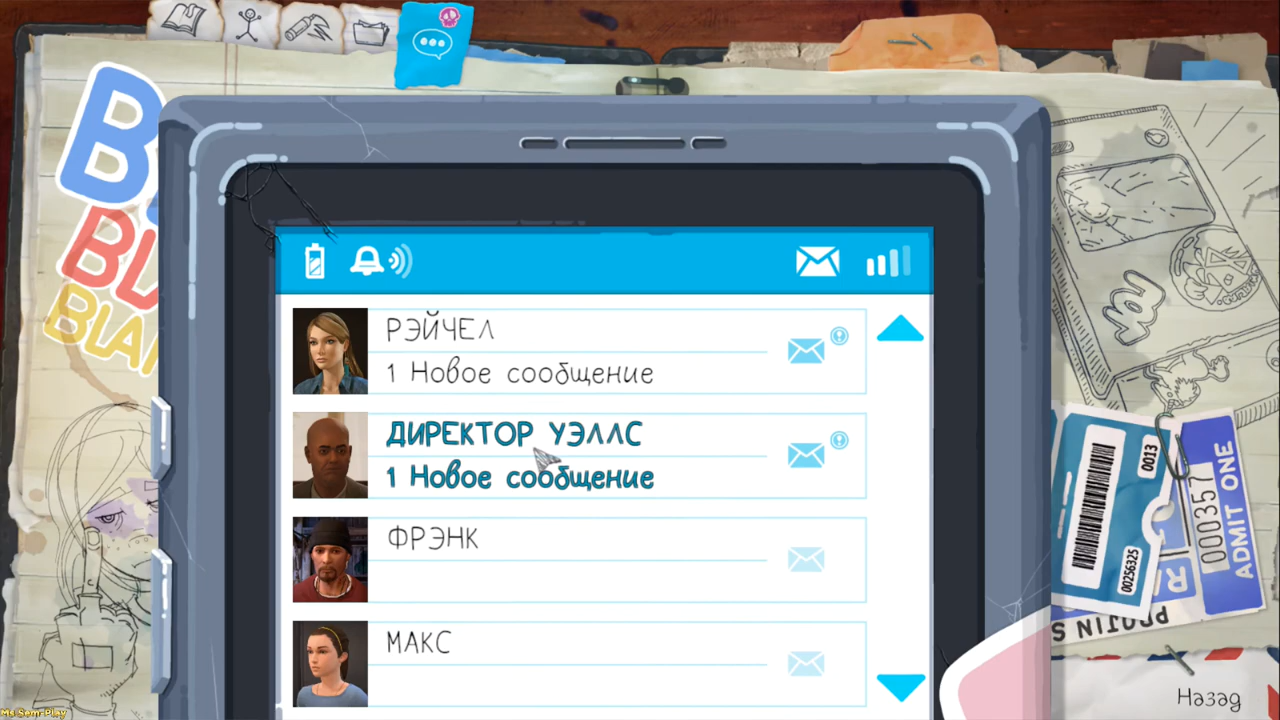 РЭЙЧЕЛ
1 Новое сообщение
ДИРЕКТОР УЭЛЛС
1 Новое сообщение
ФРЭНК
МАКС
0013
00256325
000357
ADMIT ONE
Назад
Ms.Sem-Play